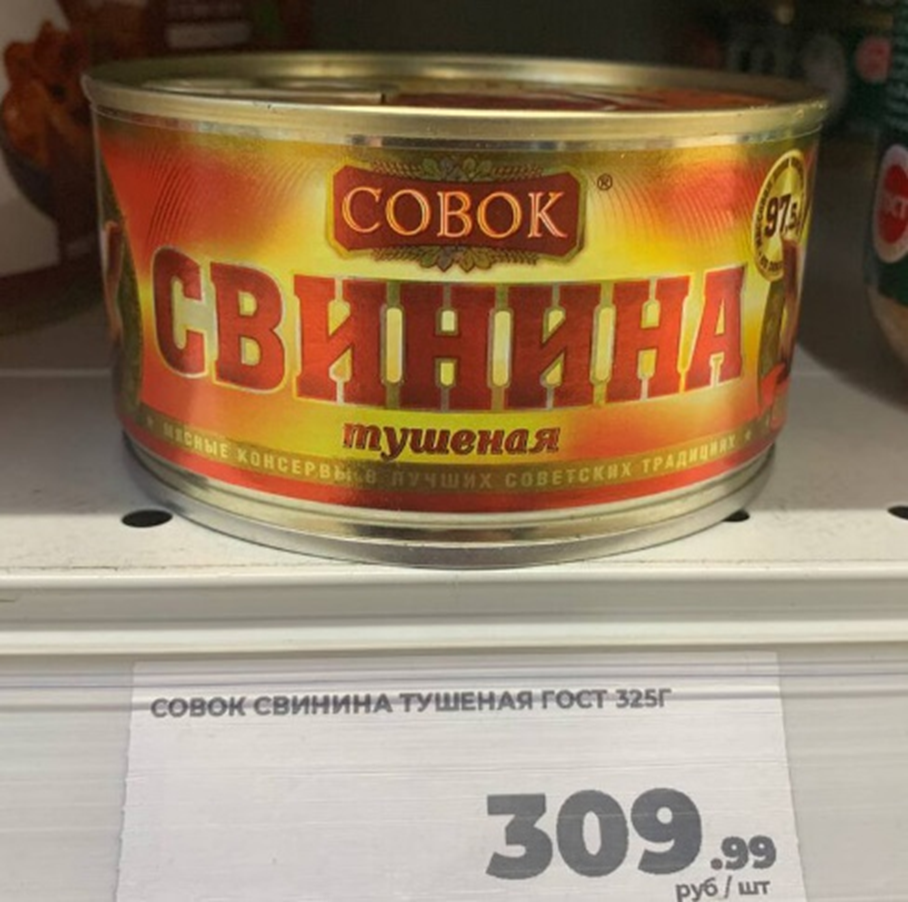 СОВОК ®
97,5
СВИНИНА
тушеная
• МЯСНЫЕ КОНСЕРВЫ В ЛУЧШИХ СОВЕТСКИХ ТРАДИЦИЯХ •
СОВОК СВИНИНА ТУШЕНАЯ ГОСТ 325Г
309.99
руб / шт